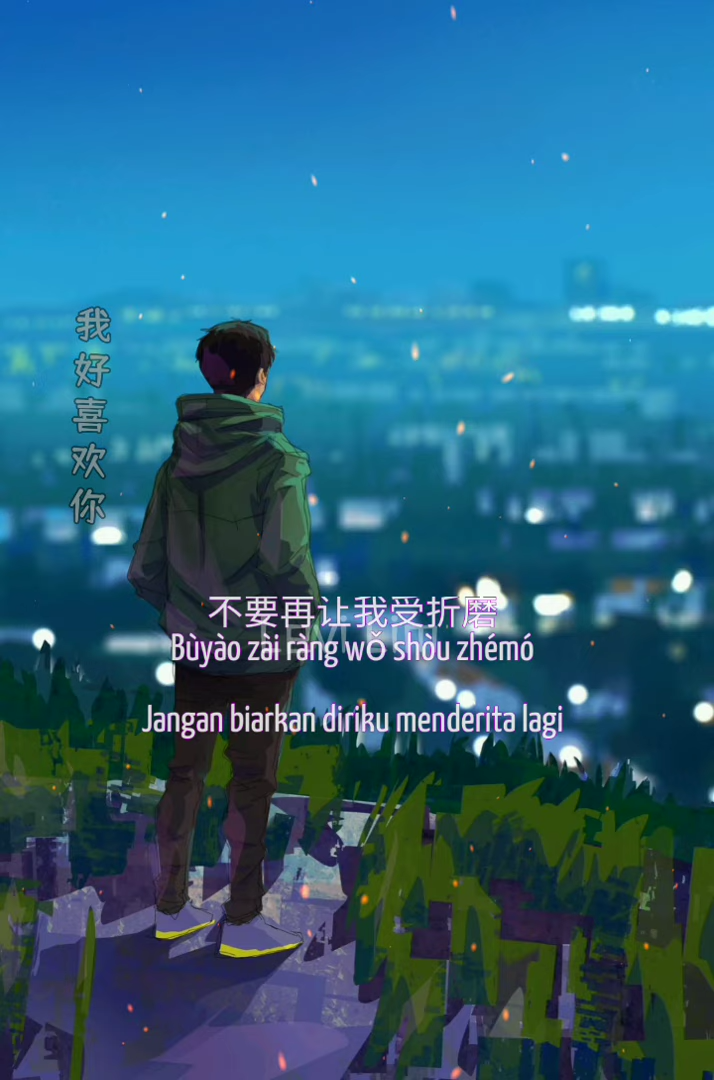 我好喜欢你
不要再让我受折磨
Bùyào zài ràng wǒ shòu zhémó
Jangan biarkan diriku menderita lagi